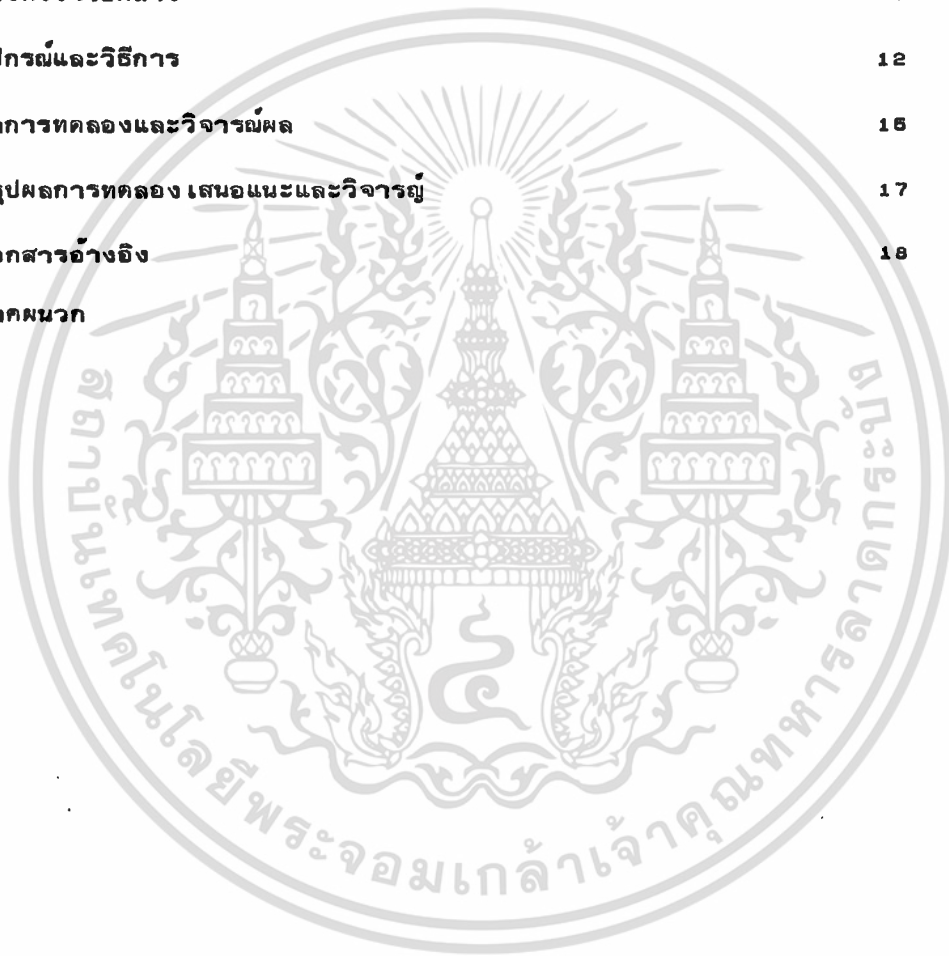 ปกรณ์และวิธีการ 12
การทดลองและวิจารณ์ผล 15
ุปผลการทดลอง เสนอแนะและวิจารญ์ 17
อกสารอ้างอิง 18
าคผนวก
สถาบันเทคโนโลยีพระจอมเกล้าเจ้าคุณทหารลาดกระบัง